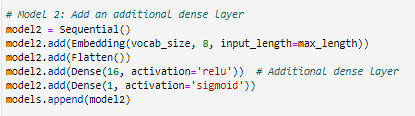 # Model 2: Add an additional dense layer
model2 = Sequential()
model2.add(Embedding(vocab_size, 8, input_length=max_length))
model2.add(Flatten())
model2.add(Dense(16, activation='relu'))  # Additional dense layer
model2.add(Dense(1, activation='sigmoid'))
models.append(model2)